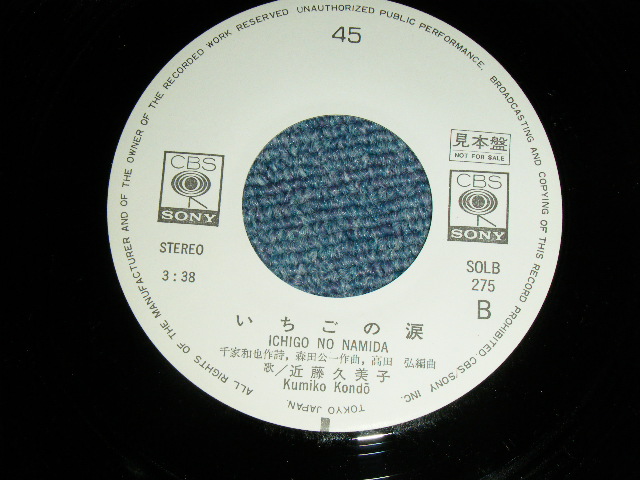 ALL RIGHTS OF THE MANUFACTURER AND OF THE OWNER OF THE RECORDED WORK RESERVED UNAUTHORIZED PUBLIC PERFORMANCE, BROADCASTING AND COPYING OF THIS RECORD PROHIBITED-CBS/SONY INC. TOKYO JAPAN.
45
見本盤
NOT FOR SALE
CBS
SONY
CBS
SONY
STEREO
3:38
SOLB
275
B
いちごの涙
ICHIGO NO NAMIDA
千家和也作詩, 森田公一作曲, 高田 弘編曲
歌/近藤久美子
Kumiko Kondō